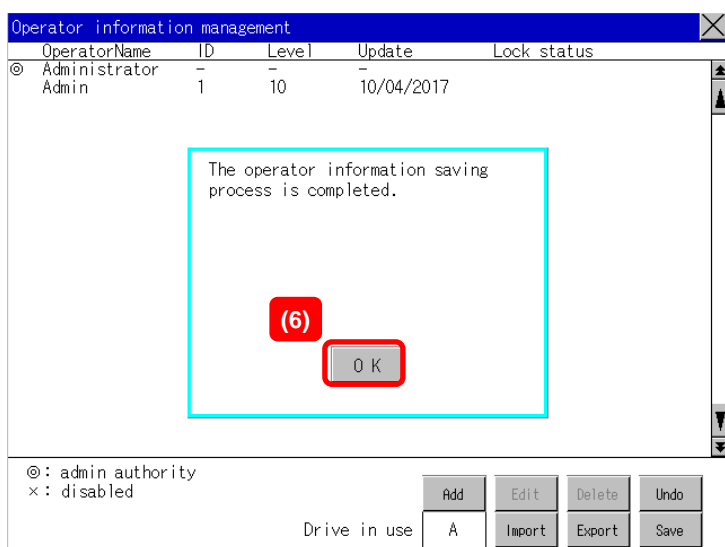 Operator information management
OperatorName ID Level Update Lock status
◎ Administrator – – –
Admin 1 10 10/04/2017
The operator information saving
process is completed.
(6)
O K
◎: admin authority
×: disabled
Add Edit Delete Undo
Drive in use A Import Export Save